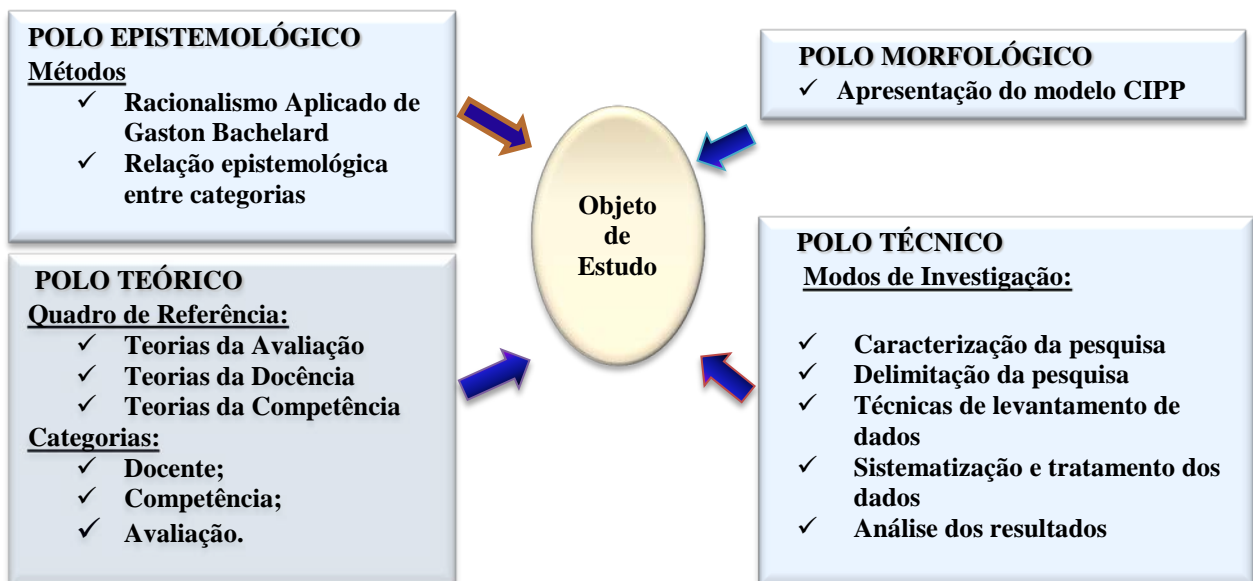 POLO EPISTEMOLÓGICO
Métodos
✓ Racionalismo Aplicado de
Gaston Bachelard
✓ Relação epistemológica
entre categorias
POLO TEÓRICO
Quadro de Referência:
✓ Teorias da Avaliação
✓ Teorias da Docência
✓ Teorias da Competência
Categorias:
✓ Docente;
✓ Competência;
✓ Avaliação.
Objeto
de
Estudo
POLO MORFOLÓGICO
✓ Apresentação do modelo CIPP
POLO TÉCNICO
Modos de Investigação:
✓ Caracterização da pesquisa
✓ Delimitação da pesquisa
✓ Técnicas de levantamento de
dados
✓ Sistematização e tratamento dos
dados
✓ Análise dos resultados